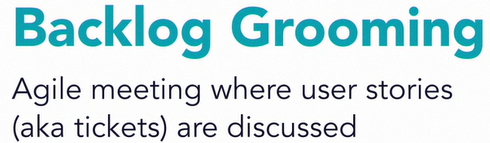 Backlog Grooming
Agile meeting where user stories
(aka tickets) are discussed